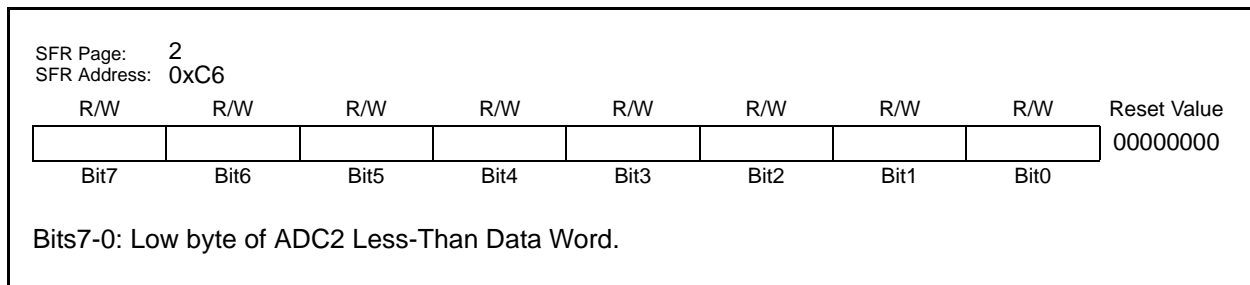 SFR Page: 2
SFR Address: 0xC6
R/W R/W R/W R/W R/W R/W R/W R/W Reset Value
00000000
Bit7 Bit6 Bit5 Bit4 Bit3 Bit2 Bit1 Bit0
Bits7-0: Low byte of ADC2 Less-Than Data Word.